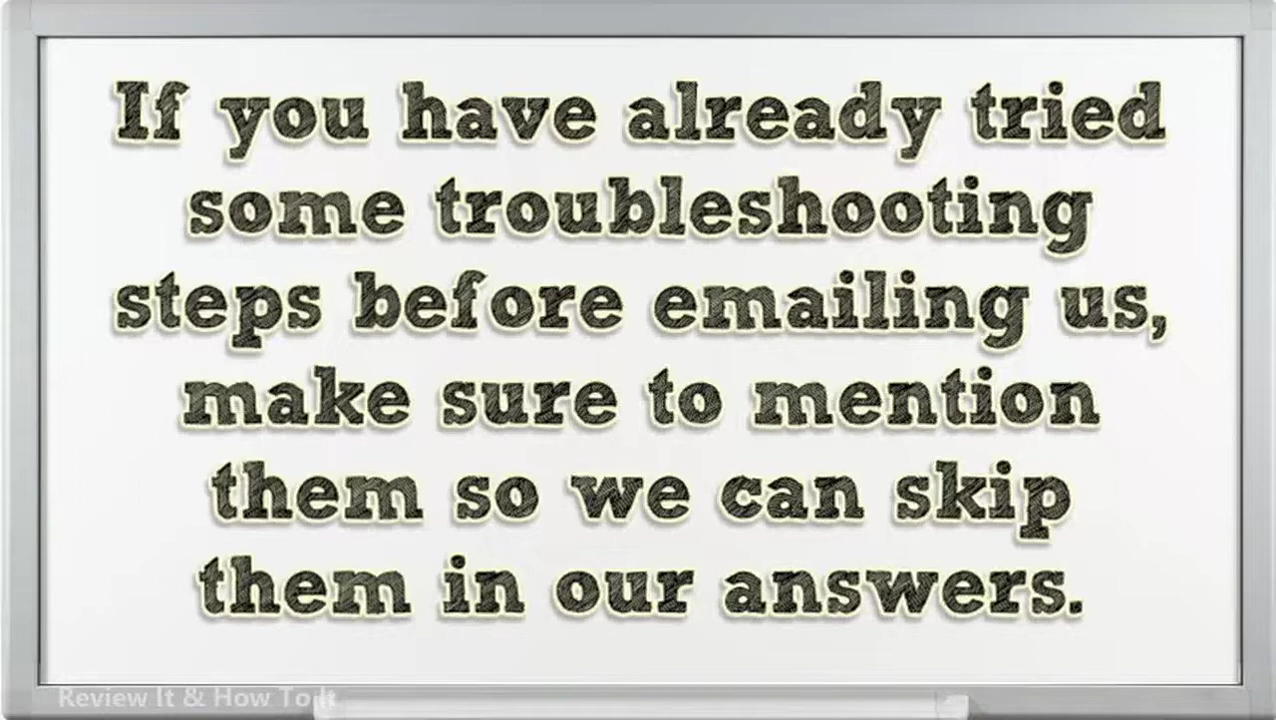 If you have already tried
some troubleshooting
steps before emailing us,
make sure to mention
them so we can skip
them in our answers.
Review It & How To It